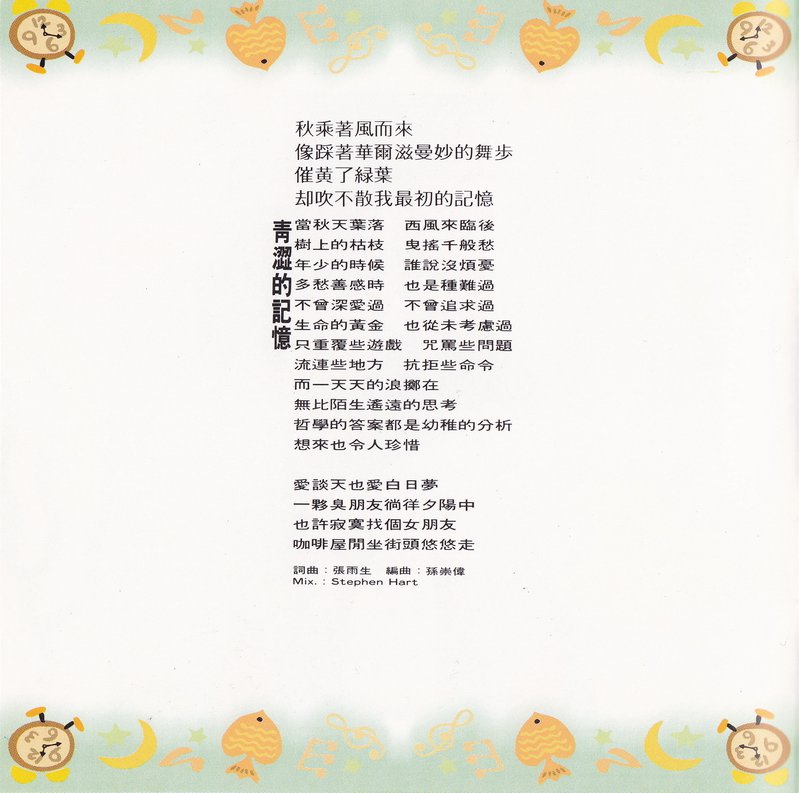 秋乘著風而來
像踩著華爾滋曼妙的舞步
催黄了緑葉
却吹不散我最初的記憶
青澀的記憶
當秋天葉落　西風來臨後
樹上的枯枝　曳搖千般愁
年少的時候　誰說沒煩憂
多愁善感時　也是種難過
不曾深愛過　不曾追求過
生命的黃金　也從未考慮過
只重覆些遊戲　咒罵些問題
流連些地方　抗拒些命令
而一天天的浪擲在
無比陌生遙遠的思考
哲學的答案都是幼稚的分析
想來也令人珍惜
愛談天也愛白日夢
一夥臭朋友徜徉夕陽中
也許寂寞找個女朋友
咖啡屋閒坐街頭悠悠走
詞曲：張雨生　編曲：孫崇偉
Mix.：Stephen Hart